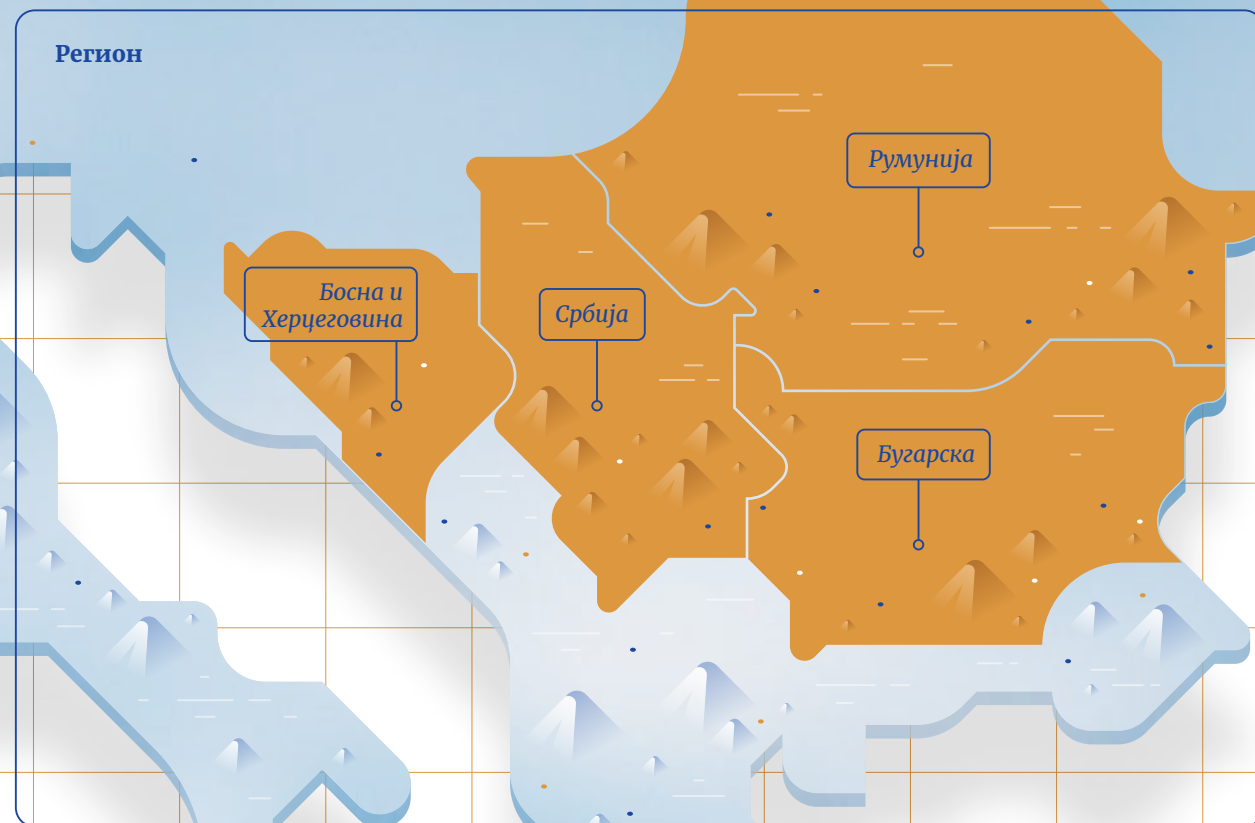 Регион
Румунија
Босна и
Херцеговина
Србија
Бугарска